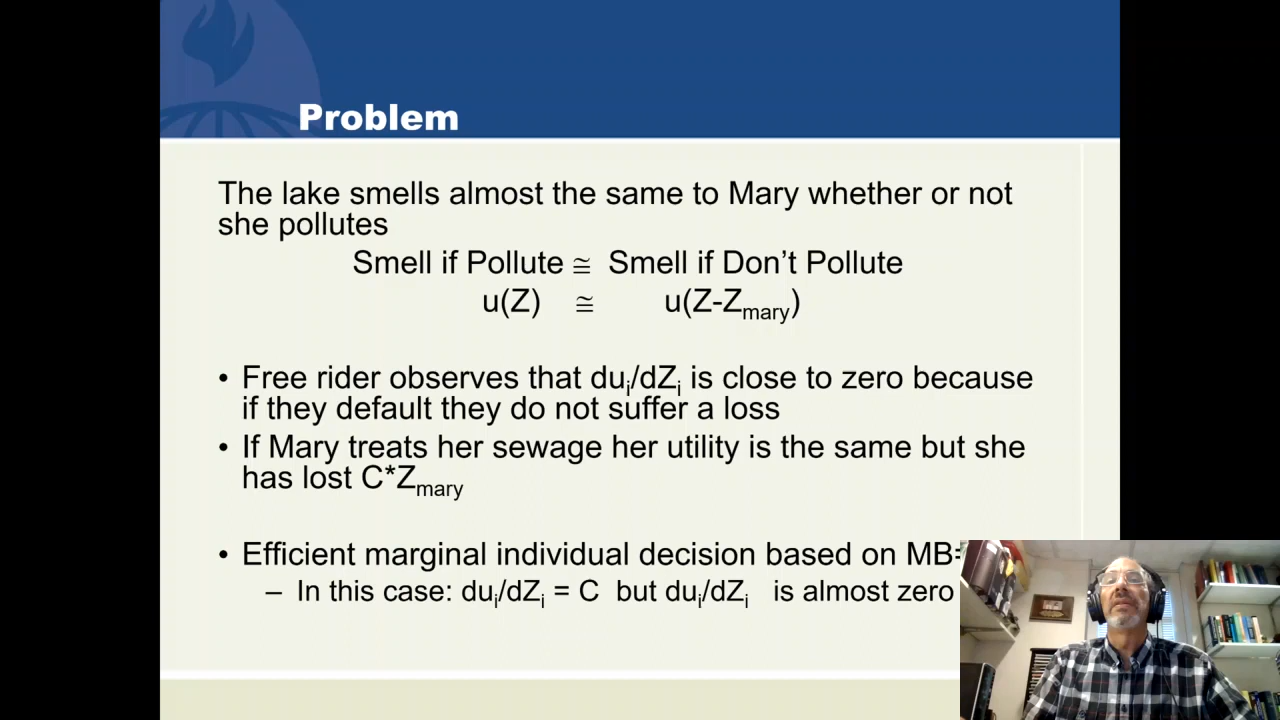 Problem
The lake smells almost the same to Mary whether or not
she pollutes
Smell if Pollute ≅ Smell if Don't Pollute
u(Z) ≅ u(Z-Zmary)
• Free rider observes that dui/dZi is close to zero because
if they default they do not suffer a loss
• If Mary treats her sewage her utility is the same but she
has lost C*Zmary
• Efficient marginal individual decision based on MB=
– In this case: dui/dZi = C but dui/dZi is almost zero